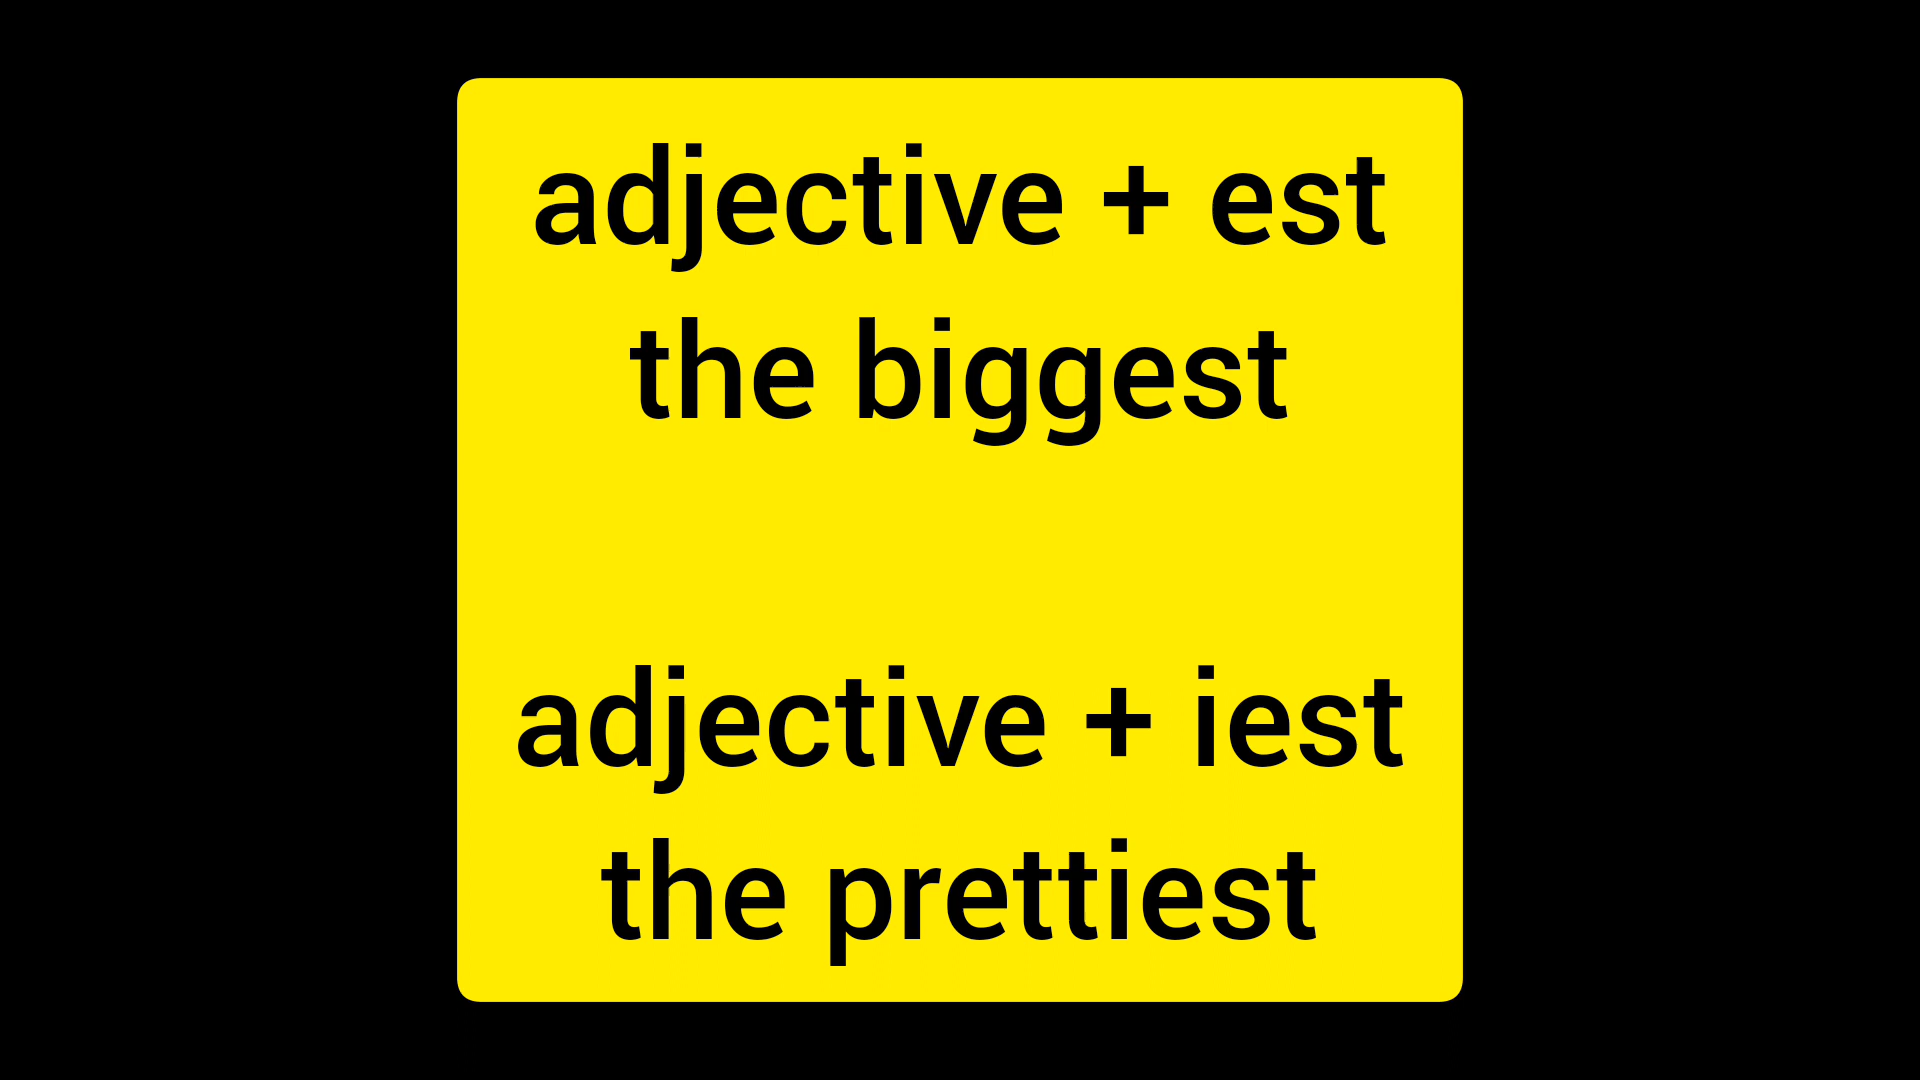 adjective + est
the biggest
adjective + iest
the prettiest